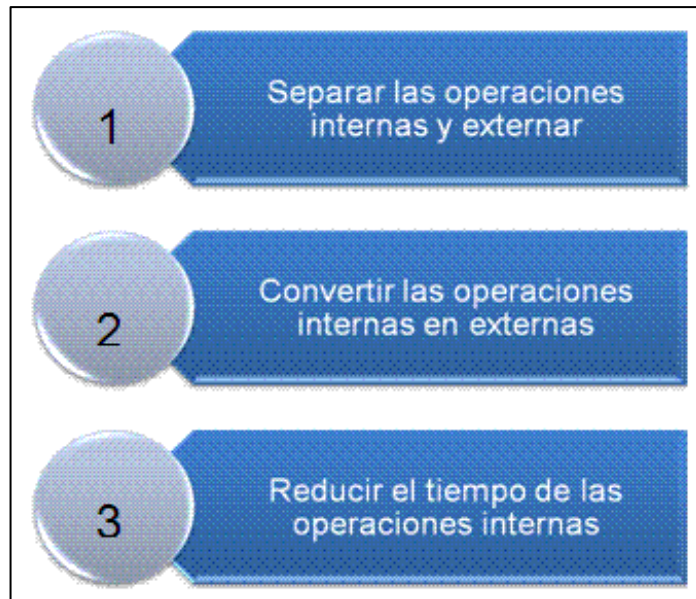 1
Separar las operaciones
internas y externar
2
Convertir las operaciones
internas en externas
3
Reducir el tiempo de las
operaciones internas